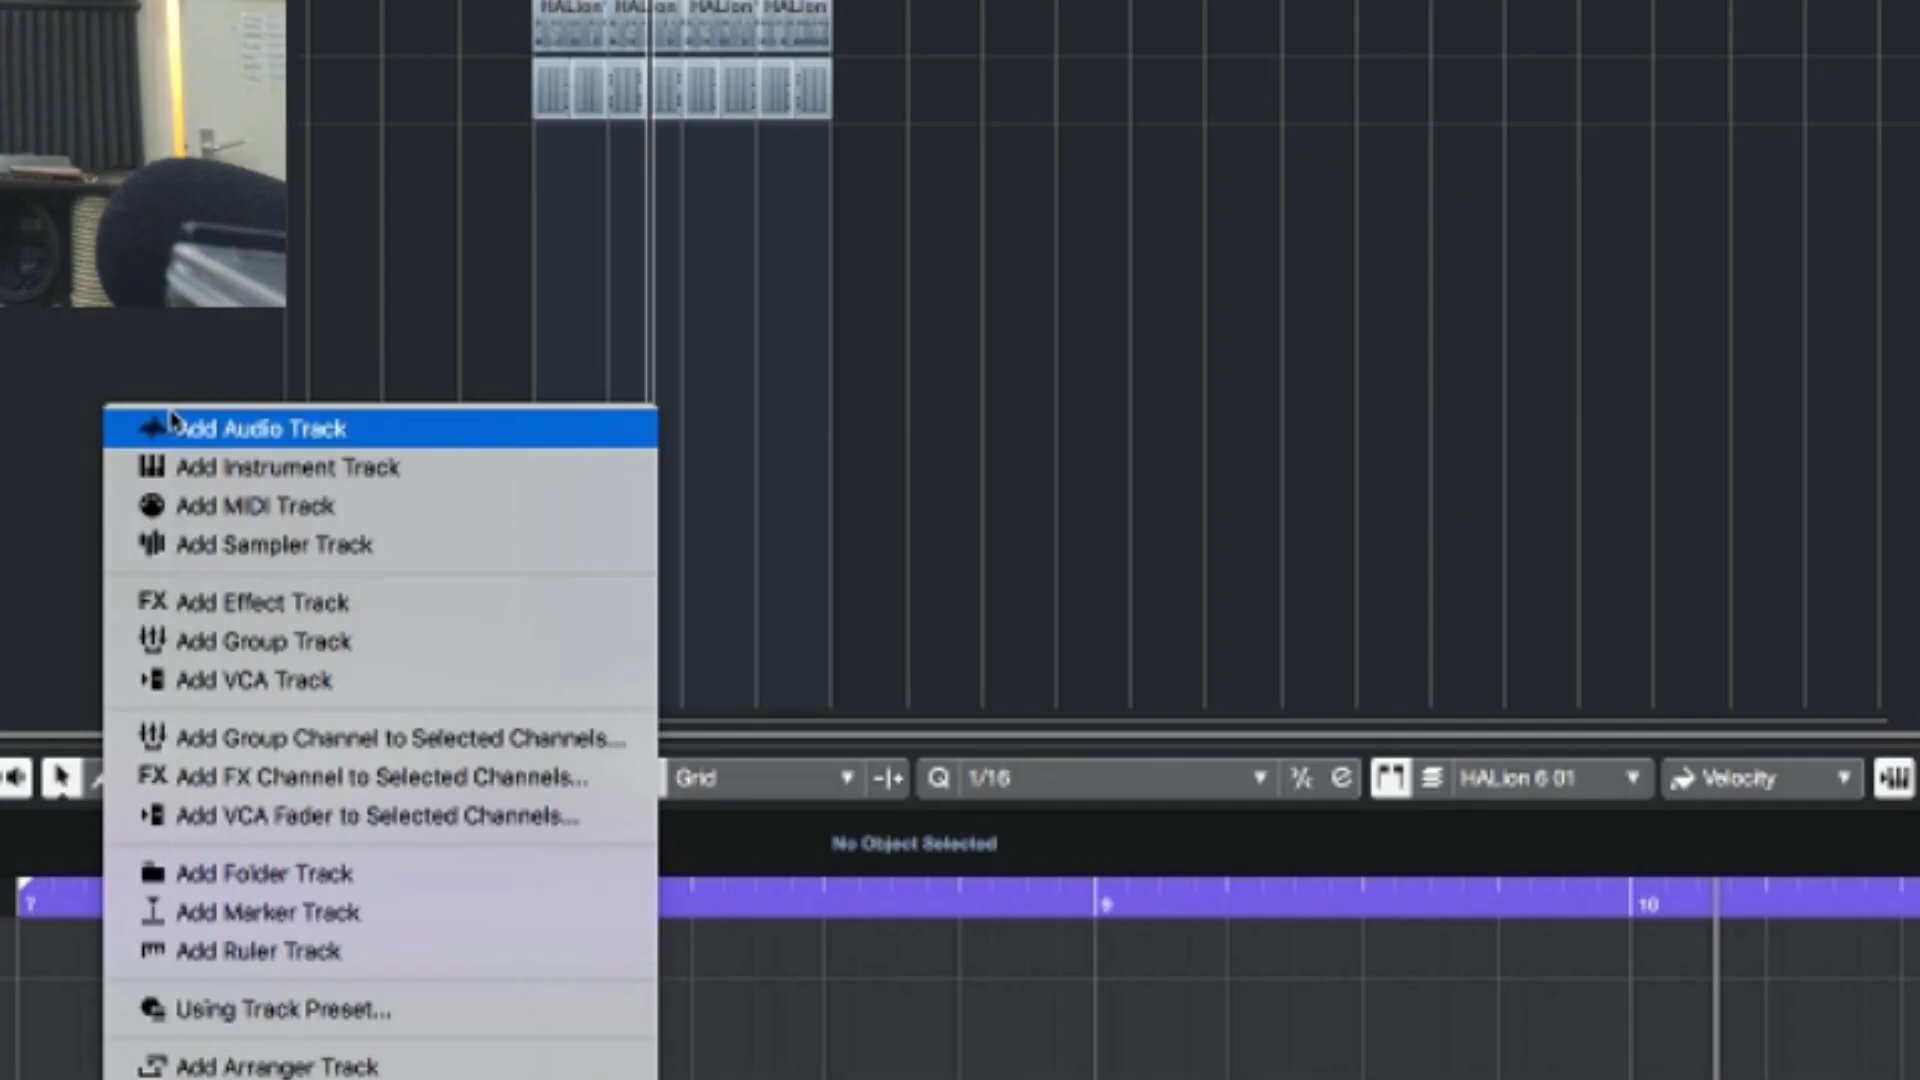 HALion HALion HALion HALion
Add Audio Track
Add Instrument Track
Add MIDI Track
Add Sampler Track
FX Add Effect Track
Add Group Track
Add VCA Track
Add Group Channel to Selected Channels...
FX Add FX Channel to Selected Channels...
Add VCA Fader to Selected Channels...
Grid
Q 1/16
HALion 6 01
Velocity
No Object Selected
Add Folder Track
7
9
10
Add Marker Track
Add Ruler Track
Using Track Preset...
Add Arranger Track